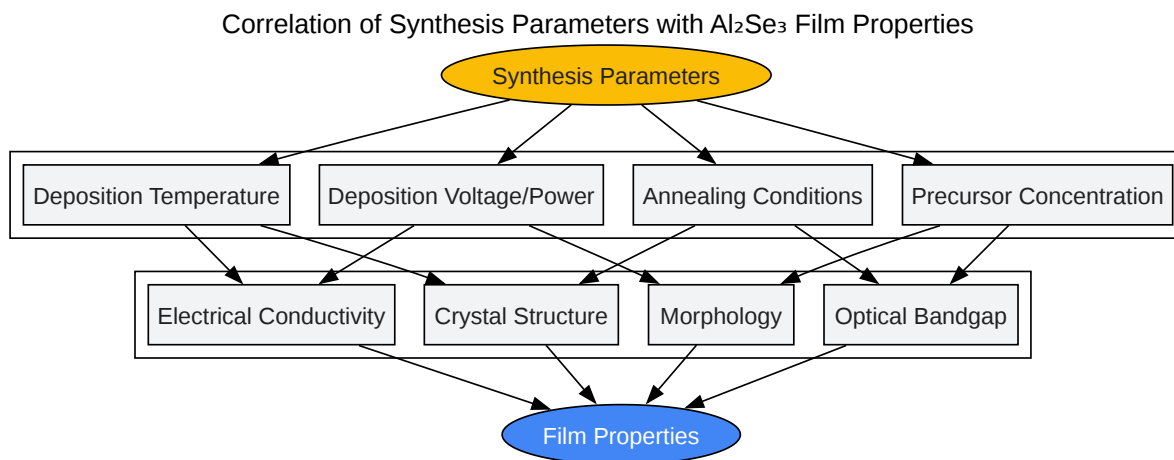 Correlation of Synthesis Parameters with Al₂Se₃ Film Properties
Synthesis Parameters
Deposition Temperature
Deposition Voltage/Power
Annealing Conditions
Precursor Concentration
Electrical Conductivity
Crystal Structure
Morphology
Optical Bandgap
Film Properties